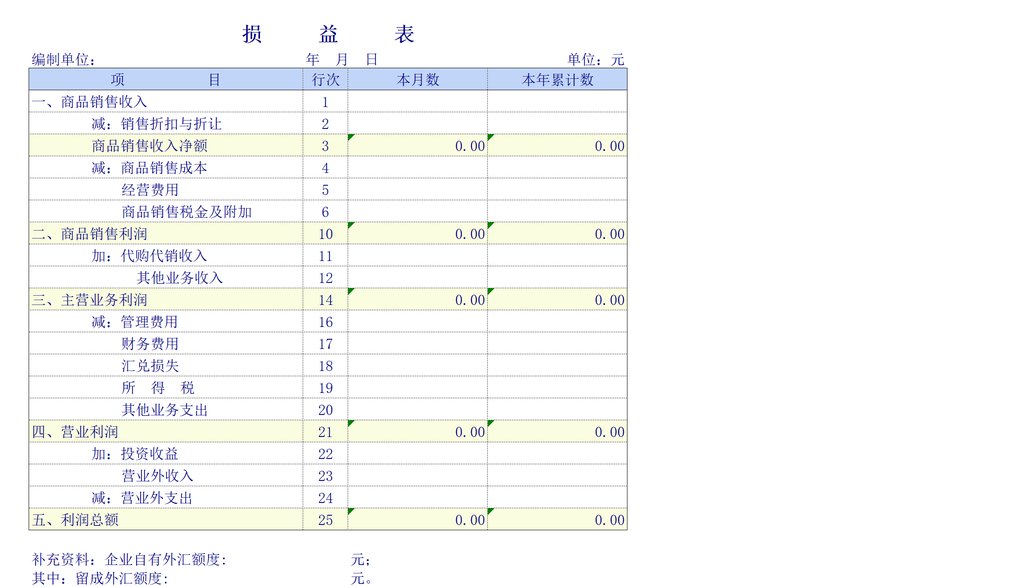 损 益 表
编制单位: 年 月 日 单位: 元
项 目 行次 本月数 本年累计数
一、商品销售收入 1
减: 销售折扣与折让 2
商品销售收入净额 3 0.00 0.00
减: 商品销售成本 4
经营费用 5
商品销售税金及附加 6
二、商品销售利润 10 0.00 0.00
加: 代购代销收入 11
其他业务收入 12
三、主营业务利润 14 0.00 0.00
减: 管理费用 16
财务费用 17
汇兑损失 18
所 得 税 19
其他业务支出 20
四、营业利润 21 0.00 0.00
加: 投资收益 22
营业外收入 23
减: 营业外支出 24
五、利润总额 25 0.00 0.00
补充资料: 企业自有外汇额度: 元;
其中: 留成外汇额度: 元。